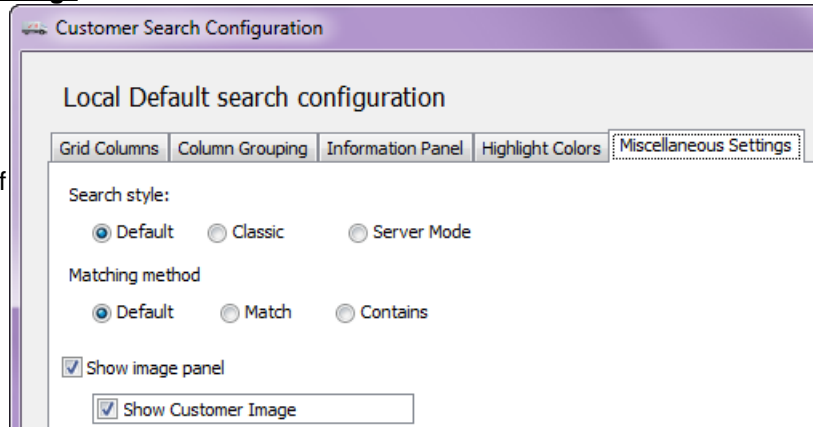 Customer Search Configuration
Local Default search configuration
Grid Columns Column Grouping Information Panel Highlight Colors Miscellaneous Settings
f
Search style:
Default Classic Server Mode
Matching method
Default Match Contains
Show image panel
Show Customer Image